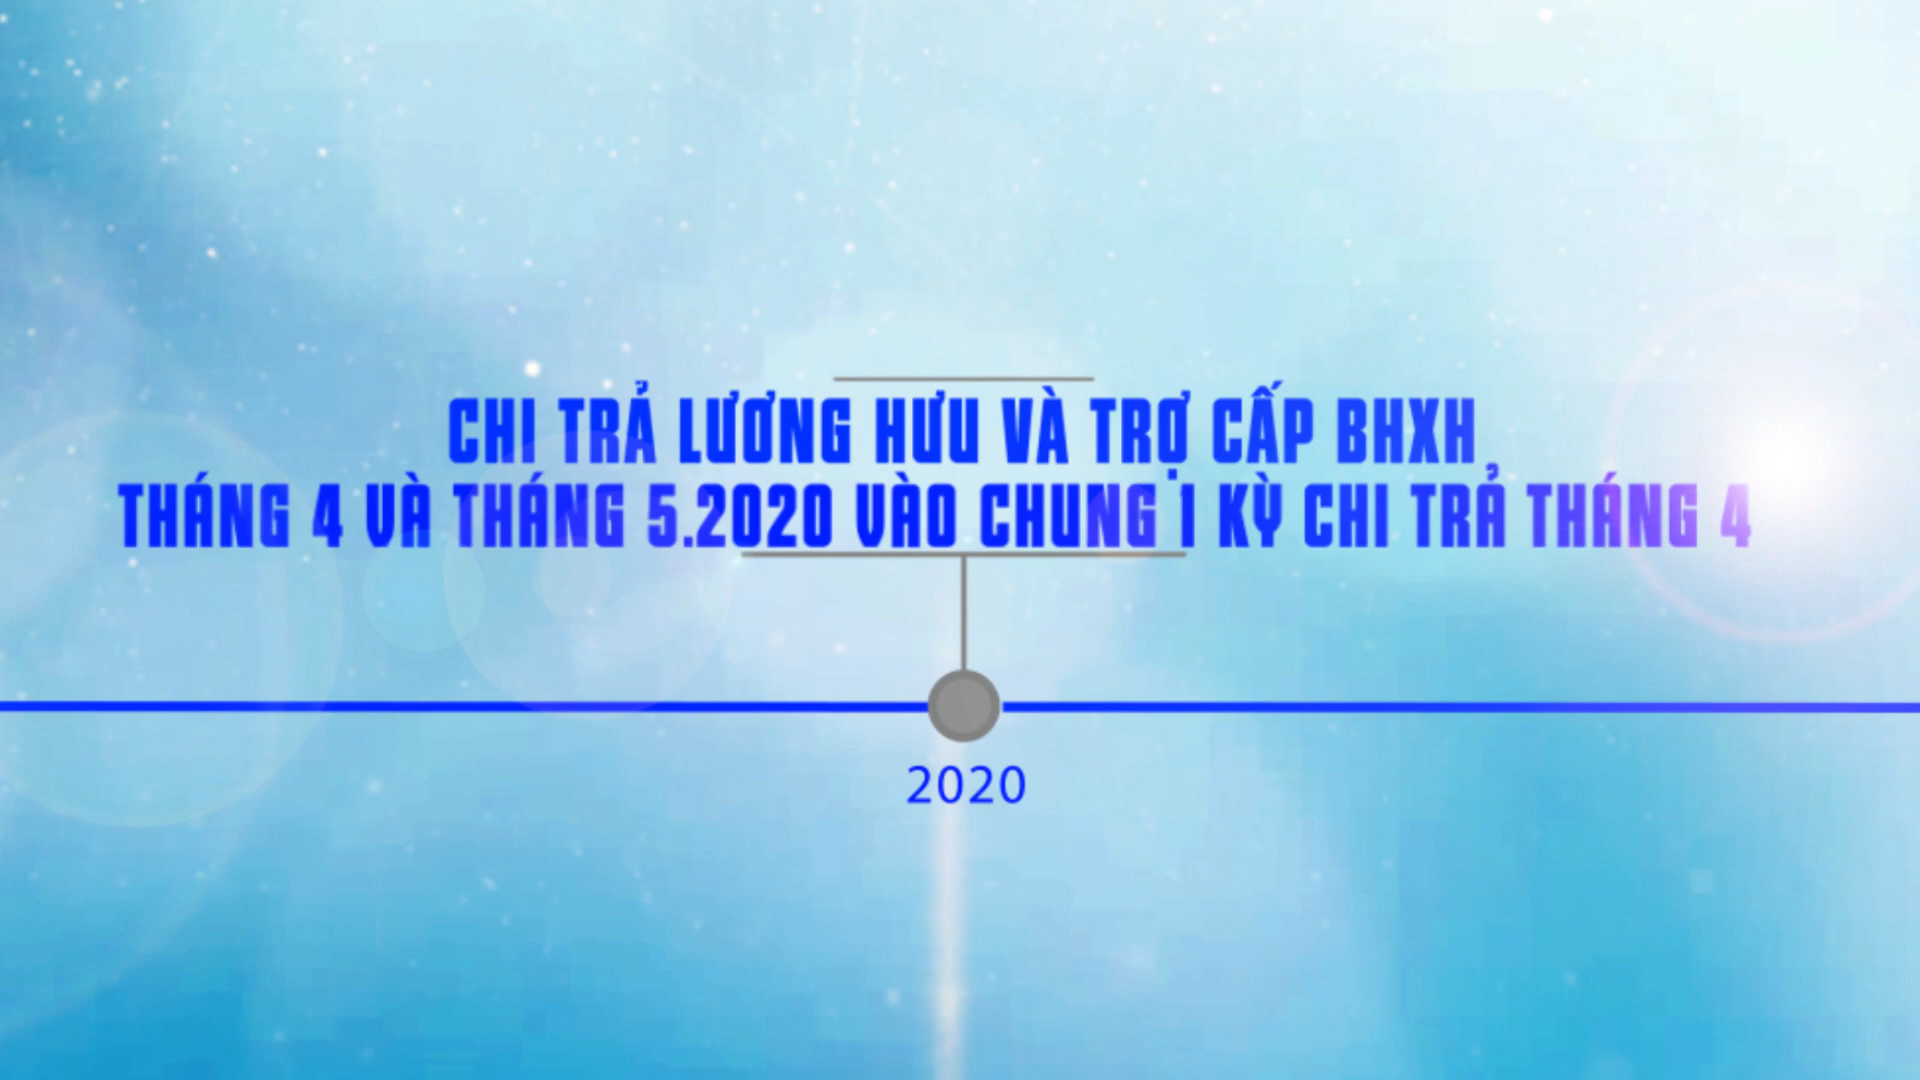 CHI TRẢ LƯƠNG HƯU VÀ TRỢ CẤP BHXH
THÁNG 4 VÀ THÁNG 5.2020 VÀO CHUNG 1 KỲ CHI TRẢ THÁNG 4
2020